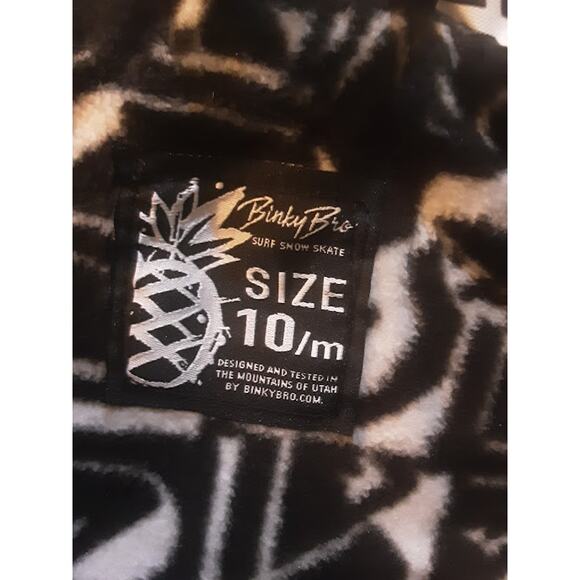 BinkyBro
SURF SNOW SKATE
SIZE
10/m
DESIGNED AND TESTED IN
THE MOUNTAINS OF UTAH
BY BINKYBRO.COM.